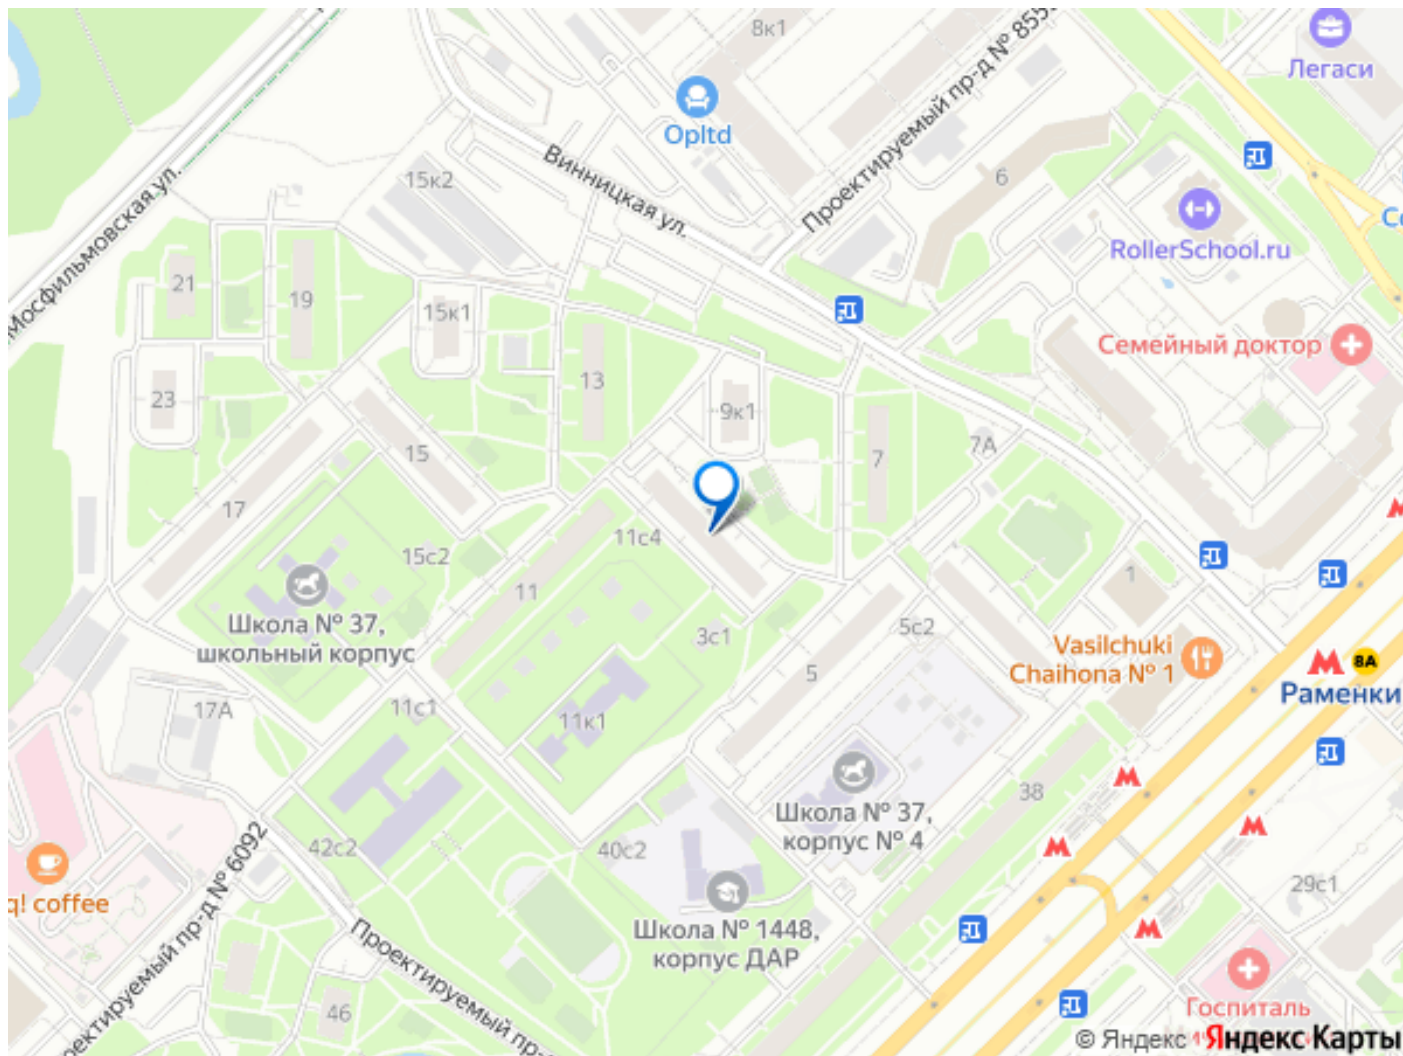 8к1
Проектируемый пр-д № 855
Легаси
Opltd
Винницкая ул.
15к2
6
Мосфильмовская ул.
RollerSchool.ru
21
19
15к1
Семейный доктор
13
23
9к1
7
7А
15
17
11с4
15с2
11
1
Школа № 37,
школьный корпус
3с1
5с2
Vasilchuki
Chaihona № 1
8А
Раменки
5
17А
11с1
11к1
38
Школа № 37,
корпус № 4
42с2
40с2
q! coffee
29с1
Школа № 1448,
корпус ДАР
Проектируемый пр-
ректируемый пр-д № 6092
46
Госпиталь
© Яндекс
Яндекс Карты